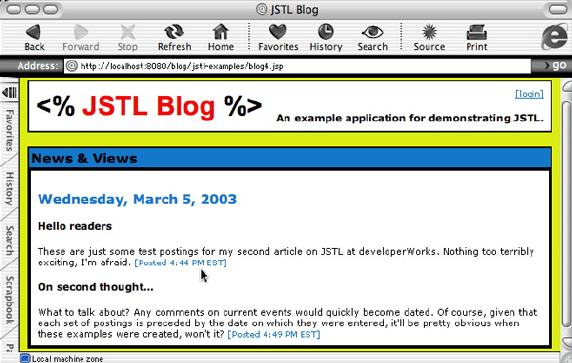 @ JSTL Blog
Back Forward Stop Refresh Home Favorites History Search Source Print
Address: @ http://localhost:8080/blog/jstl-examples/blog4.jsp go
Favorites
History
Search
Scrapbook
[login]
<% JSTL Blog %>
An example application for demonstrating JSTL.
News & Views
Wednesday, March 5, 2003
Hello readers
These are just some test postings for my second article on JSTL at developerWorks. Nothing too terribly
exciting, I'm afraid. [Posted 4:44 PM EST]
On second thought...
What to talk about? Any comments on current events would quickly become dated. Of course, given that
each set of postings is preceded by the date on which they were entered, it'll be pretty obvious when
these examples were created, won't it? [Posted 4:49 PM EST]
Local machine zone